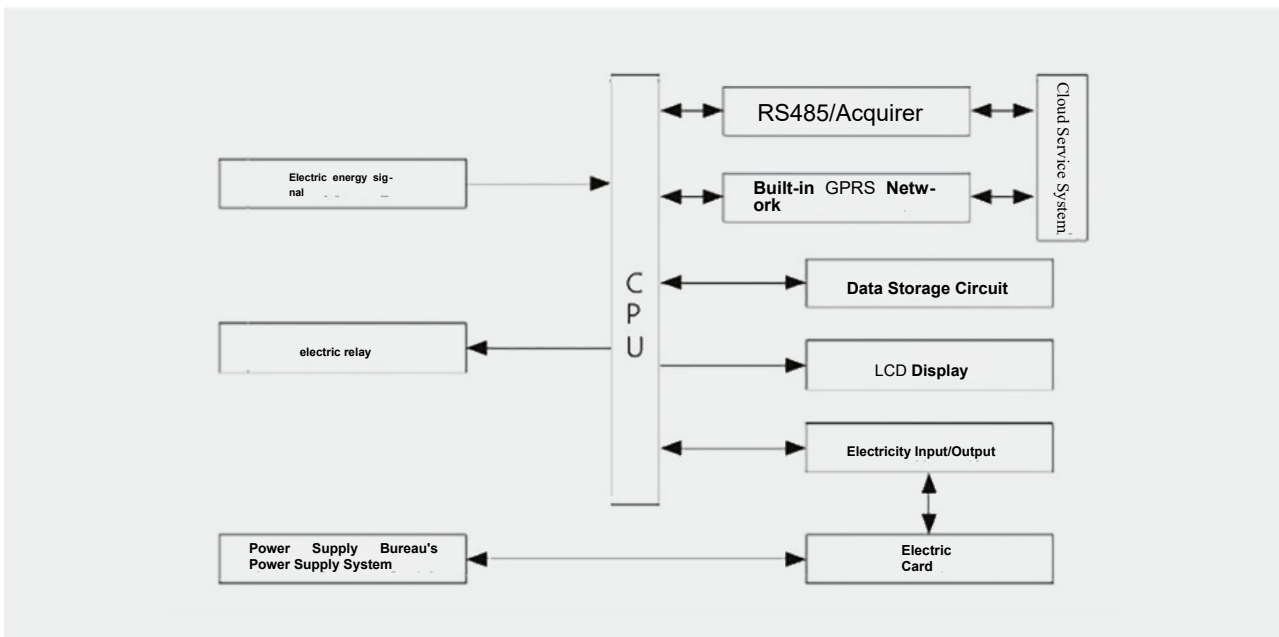 RS485/Acquirer
Cloud Service System
Electric energy sig-
nal
Built-in GPRS Netw-
ork
C
P
U
Data Storage Circuit
electric relay
LCD Display
Electricity Input/Output
Power Supply Bureau's
Power Supply System
Electric
Card